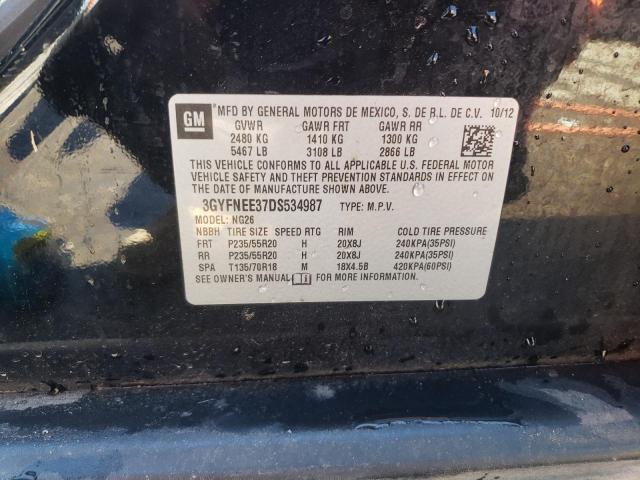 GM MFD BY GENERAL MOTORS DE MEXICO, S. DE R.L. DE C.V. 10/12
GVWR GAWR FRT GAWR RR
2480 KG 1410 KG 1300 KG
5467 LB 3108 LB 2866 LB
THIS VEHICLE CONFORMS TO ALL APPLICABLE U.S. FEDERAL MOTOR
VEHICLE SAFETY AND THEFT PREVENTION STANDARDS IN EFFECT ON
THE DATE OF MANUFACTURE SHOWN ABOVE.
3GYFNEE37DS534987 TYPE: M.P.V.
MODEL: NG26
NBBH TIRE SIZE SPEED RTG RIM COLD TIRE PRESSURE
FRT P235/55R20 H 20X8J 240KPA(35PSI)
RR P235/55R20 H 20X8J 240KPA(35PSI)
SPA T135/70R18 M 18X4.5B 420KPA(60PSI)
SEE OWNER'S MANUAL FOR MORE INFORMATION